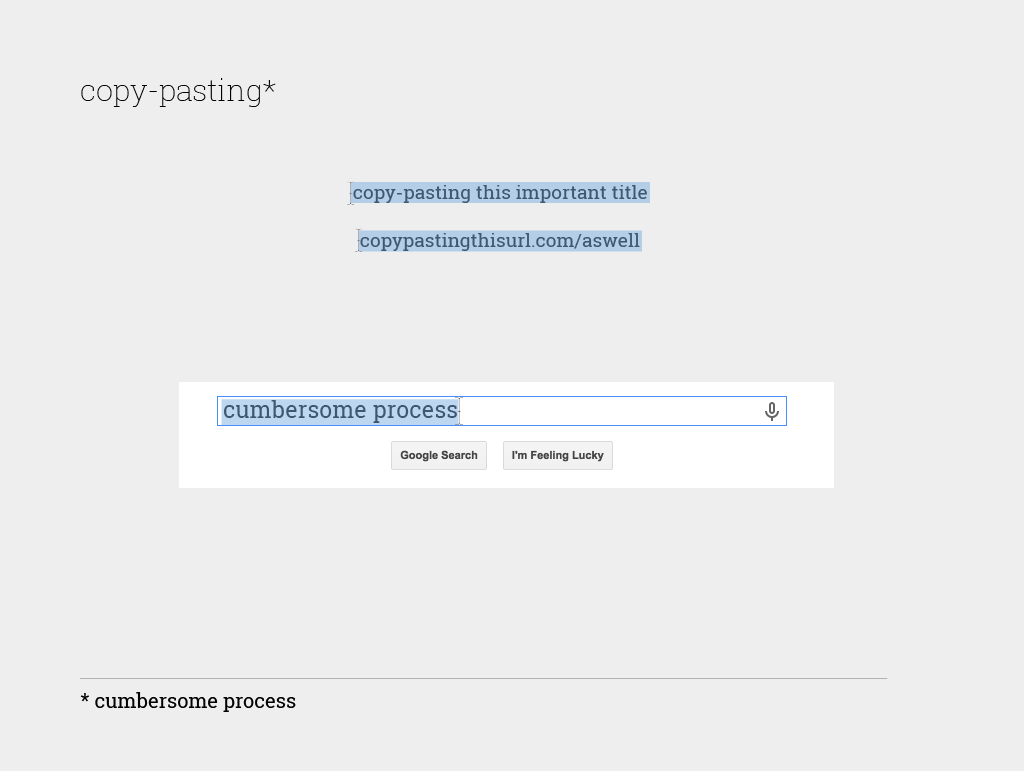 copy-pasting*
copy-pasting this important title
copypastingthisurl.com/aswell
cumbersome process
Google Search
I'm Feeling Lucky
* cumbersome process